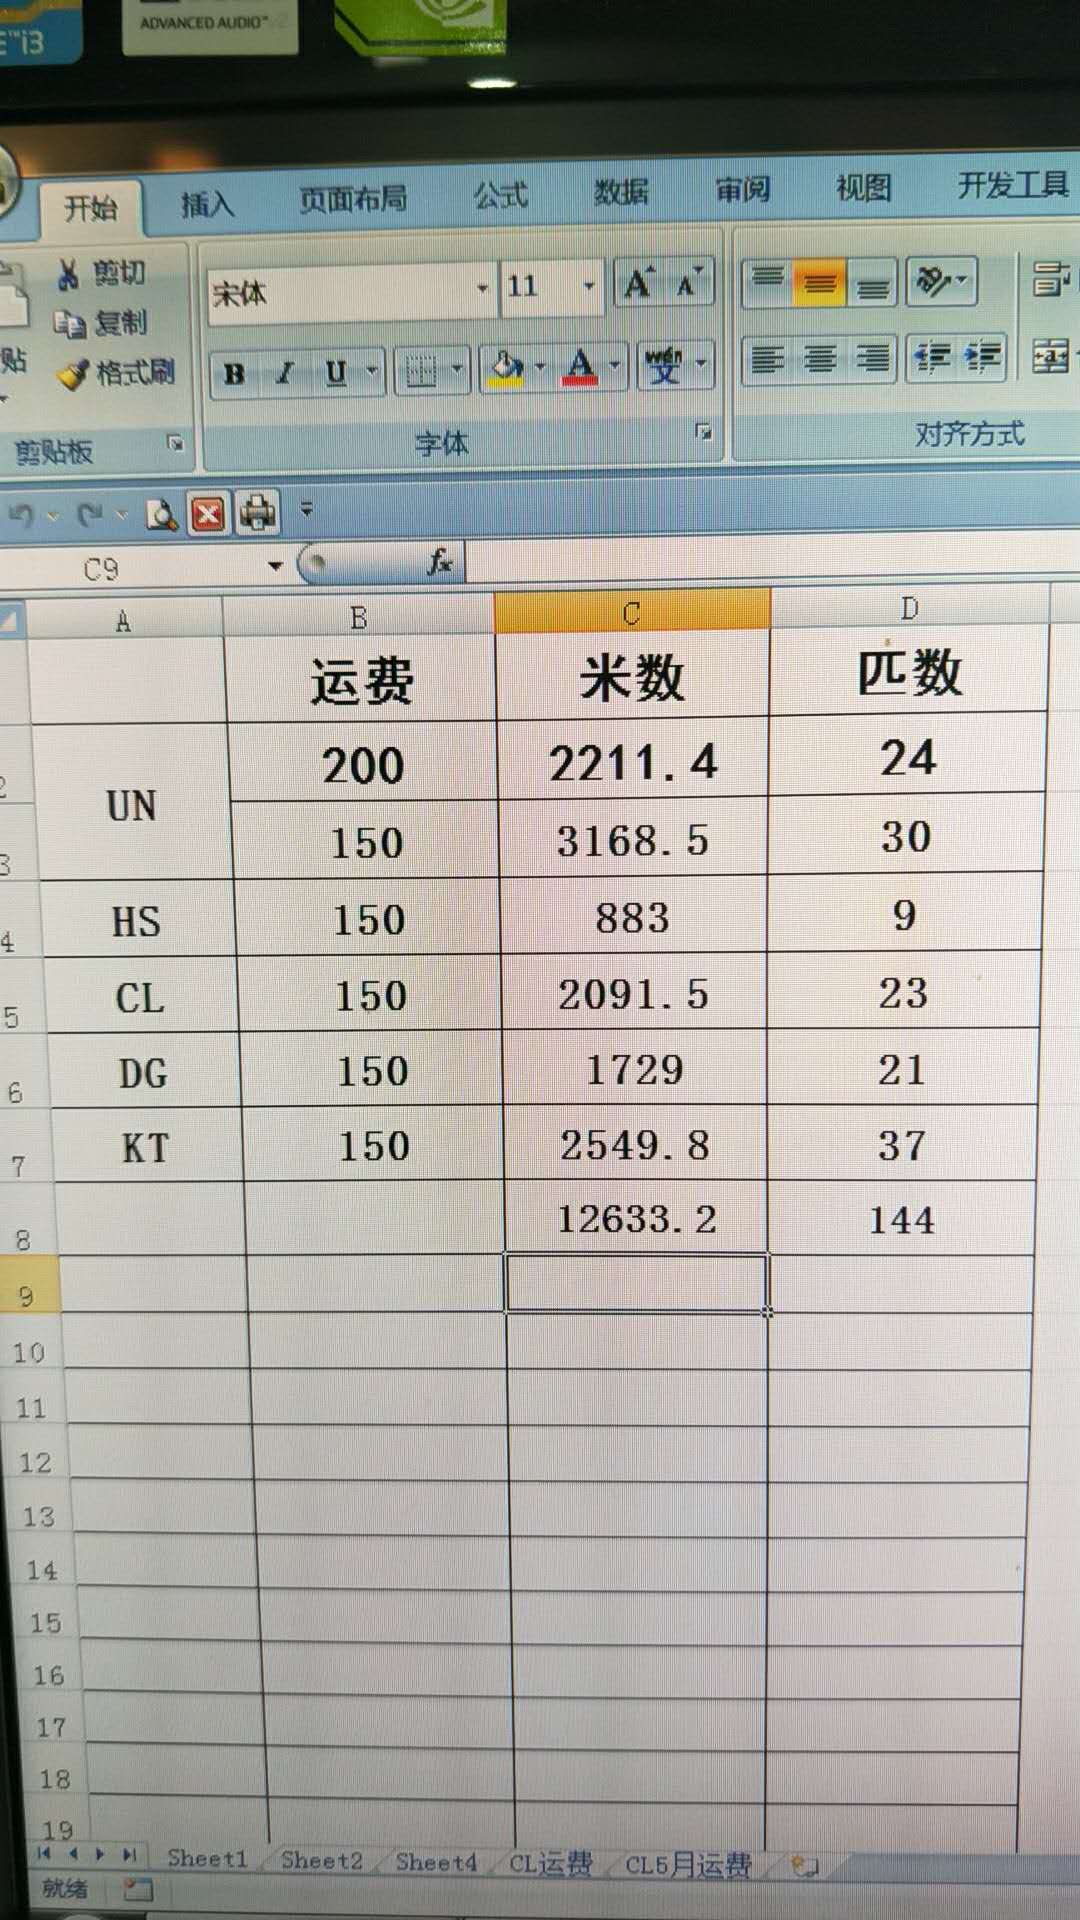 i3
ADVANCED AUDIO
开始 插入 页面布局 公式 数据 审阅 视图 开发工具
剪切
复制
贴 格式刷
宋体 11 A A
B I U A wén 文
剪贴板 字体 对齐方式
C9 fx
A B C D
运费 米数 匹数
2 UN 200 2211.4 24
3 150 3168.5 30
4 HS 150 883 9
5 CL 150 2091.5 23
6 DG 150 1729 21
7 KT 150 2549.8 37
8 12633.2 144
9
10
11
12
13
14
15
16
17
18
19
Sheet1 Sheet2 Sheet4 CL运费 CL5月运费
就绪